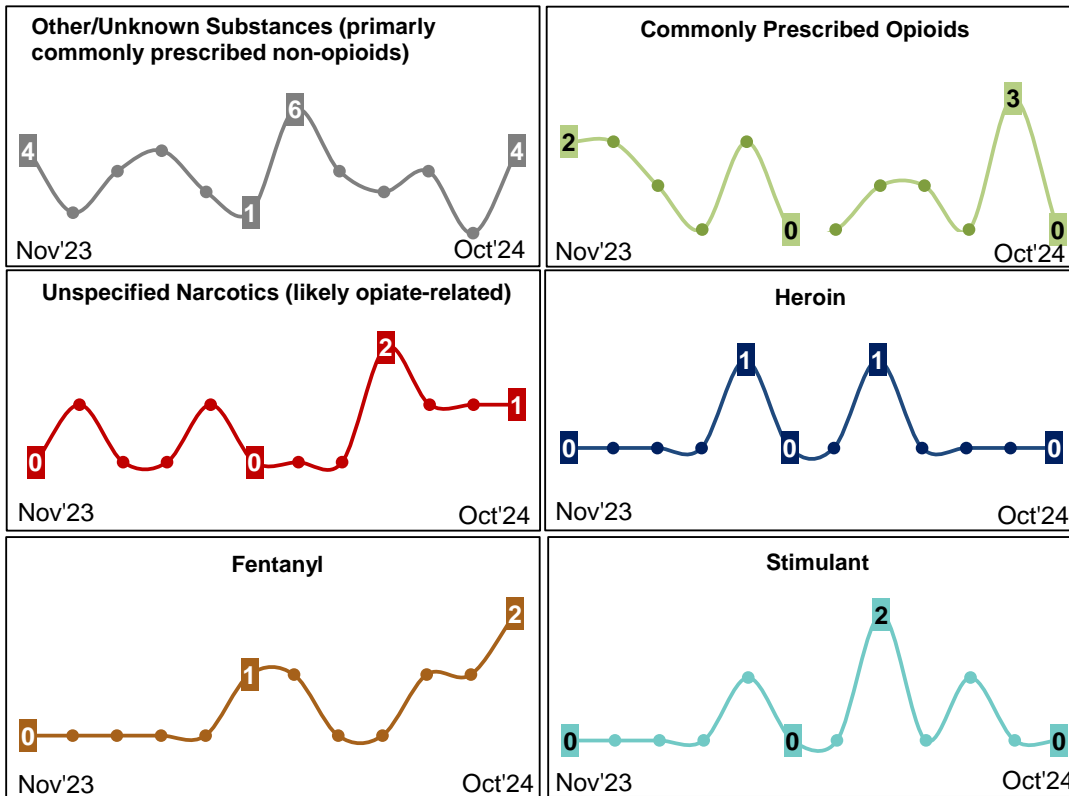 Other/Unknown Substances (primarly
commonly prescribed non-opioids)
4
1
6
4
Nov'23
Oct'24
Commonly Prescribed Opioids
2
0
3
0
Nov'23
Oct'24
Unspecified Narcotics (likely opiate-related)
0
0
2
1
Nov'23
Oct'24
Heroin
0
1
0
1
0
Nov'23
Oct'24
Fentanyl
0
1
2
Nov'23
Oct'24
Stimulant
0
0
2
0
Nov'23
Oct'24